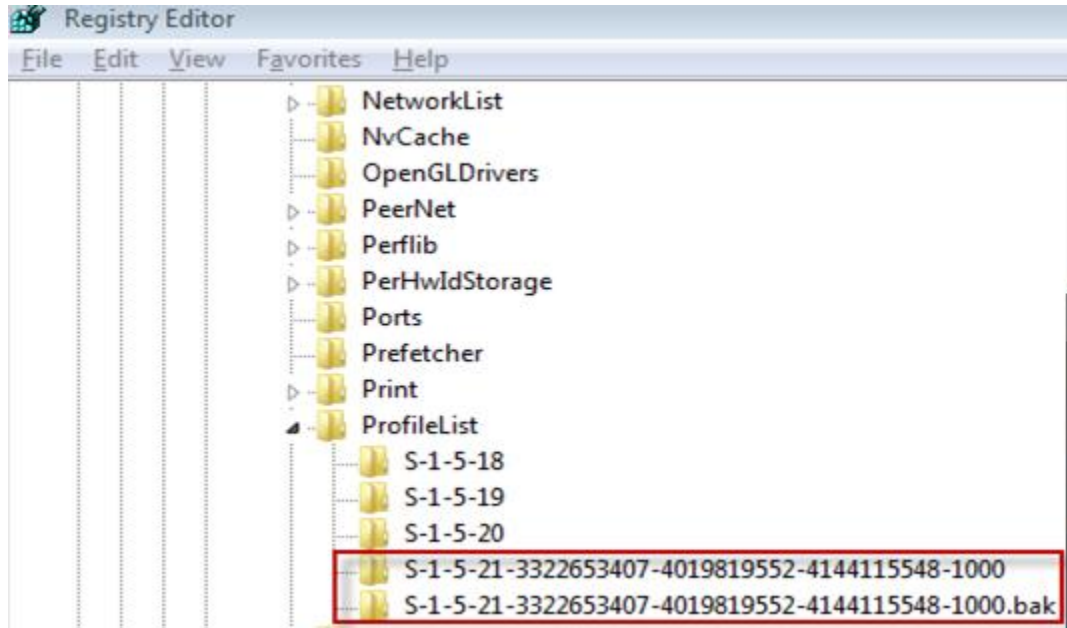 Registry Editor
File Edit View Favorites Help
NetworkList
NvCache
OpenGLDrivers
PeerNet
Perflib
PerHwIdStorage
Ports
Prefetcher
Print
ProfileList
S-1-5-18
S-1-5-19
S-1-5-20
S-1-5-21-3322653407-4019819552-4144115548-1000
S-1-5-21-3322653407-4019819552-4144115548-1000.bak